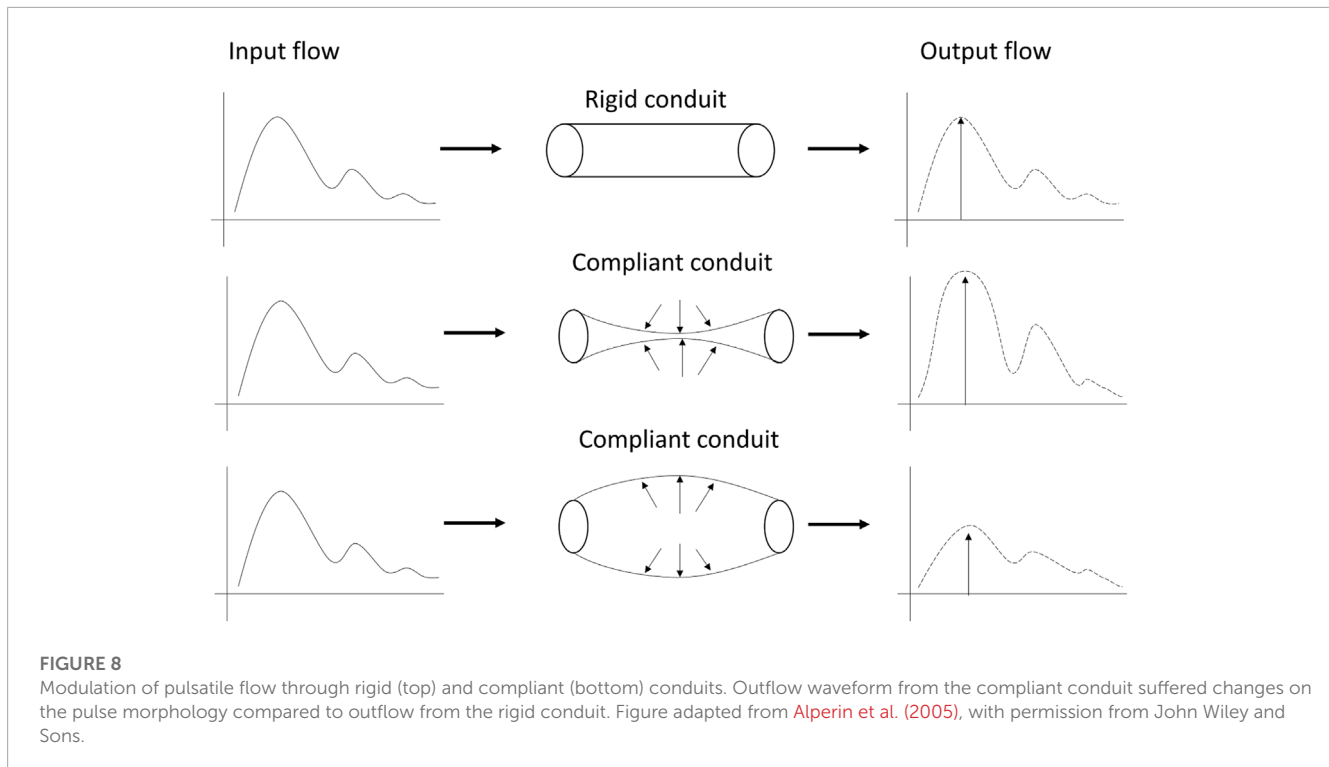 Input flow
Output flow
Rigid conduit
Compliant conduit
Compliant conduit
FIGURE 8
Modulation of pulsatile flow through rigid (top) and compliant (bottom) conduits. Outflow waveform from the compliant conduit suffered changes on
the pulse morphology compared to outflow from the rigid conduit. Figure adapted from Alperin et al. (2005), with permission from John Wiley and
Sons.